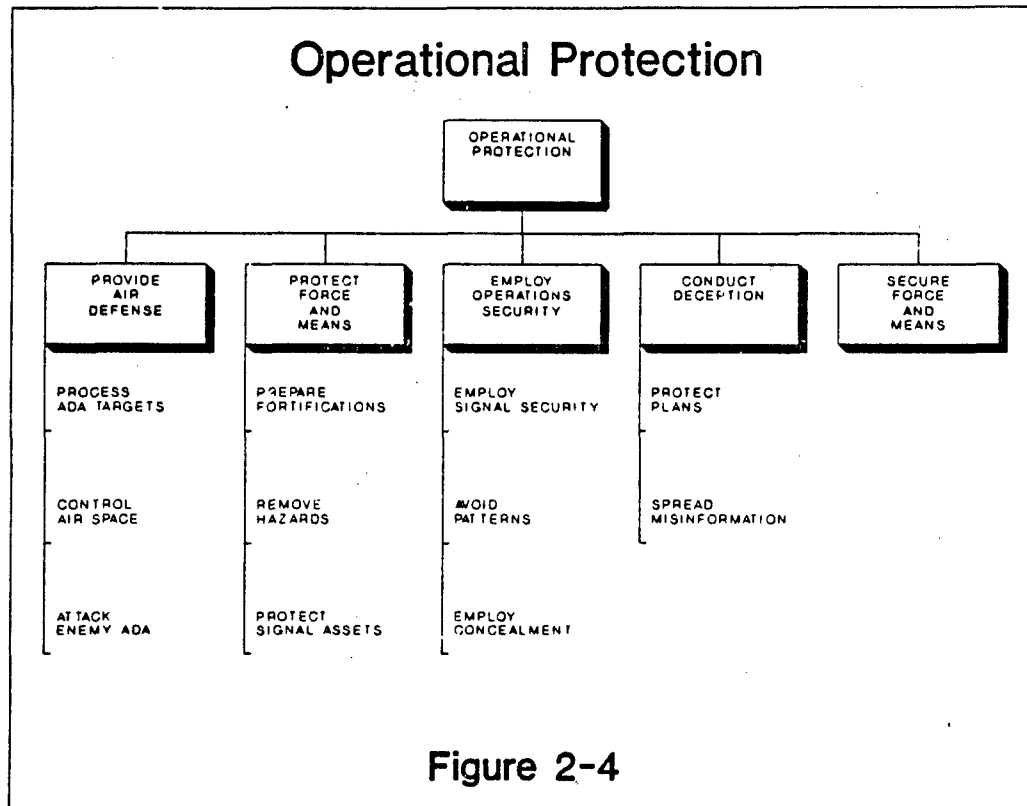 Operational Protection
OPERATIONAL
PROTECTION
PROVIDE
AIR
DEFENSE
PROTECT
FORCE
AND
MEANS
EMPLOY
OPERATIONS
SECURITY
CONDUCT
DECEPTION
SECURE
FORCE
AND
MEANS
PROCESS
ADA TARGETS
PREPARE
FORTIFICATIONS
EMPLOY
SIGNAL SECURITY
PROTECT
PLANS
CONTROL
AIR SPACE
REMOVE
HAZARDS
AVOID
PATTERNS
SPREAD
MISINFORMATION
ATTACK
ENEMY ADA
PROTECT
SIGNAL ASSETS
EMPLOY
CONCEALMENT
Figure 2-4